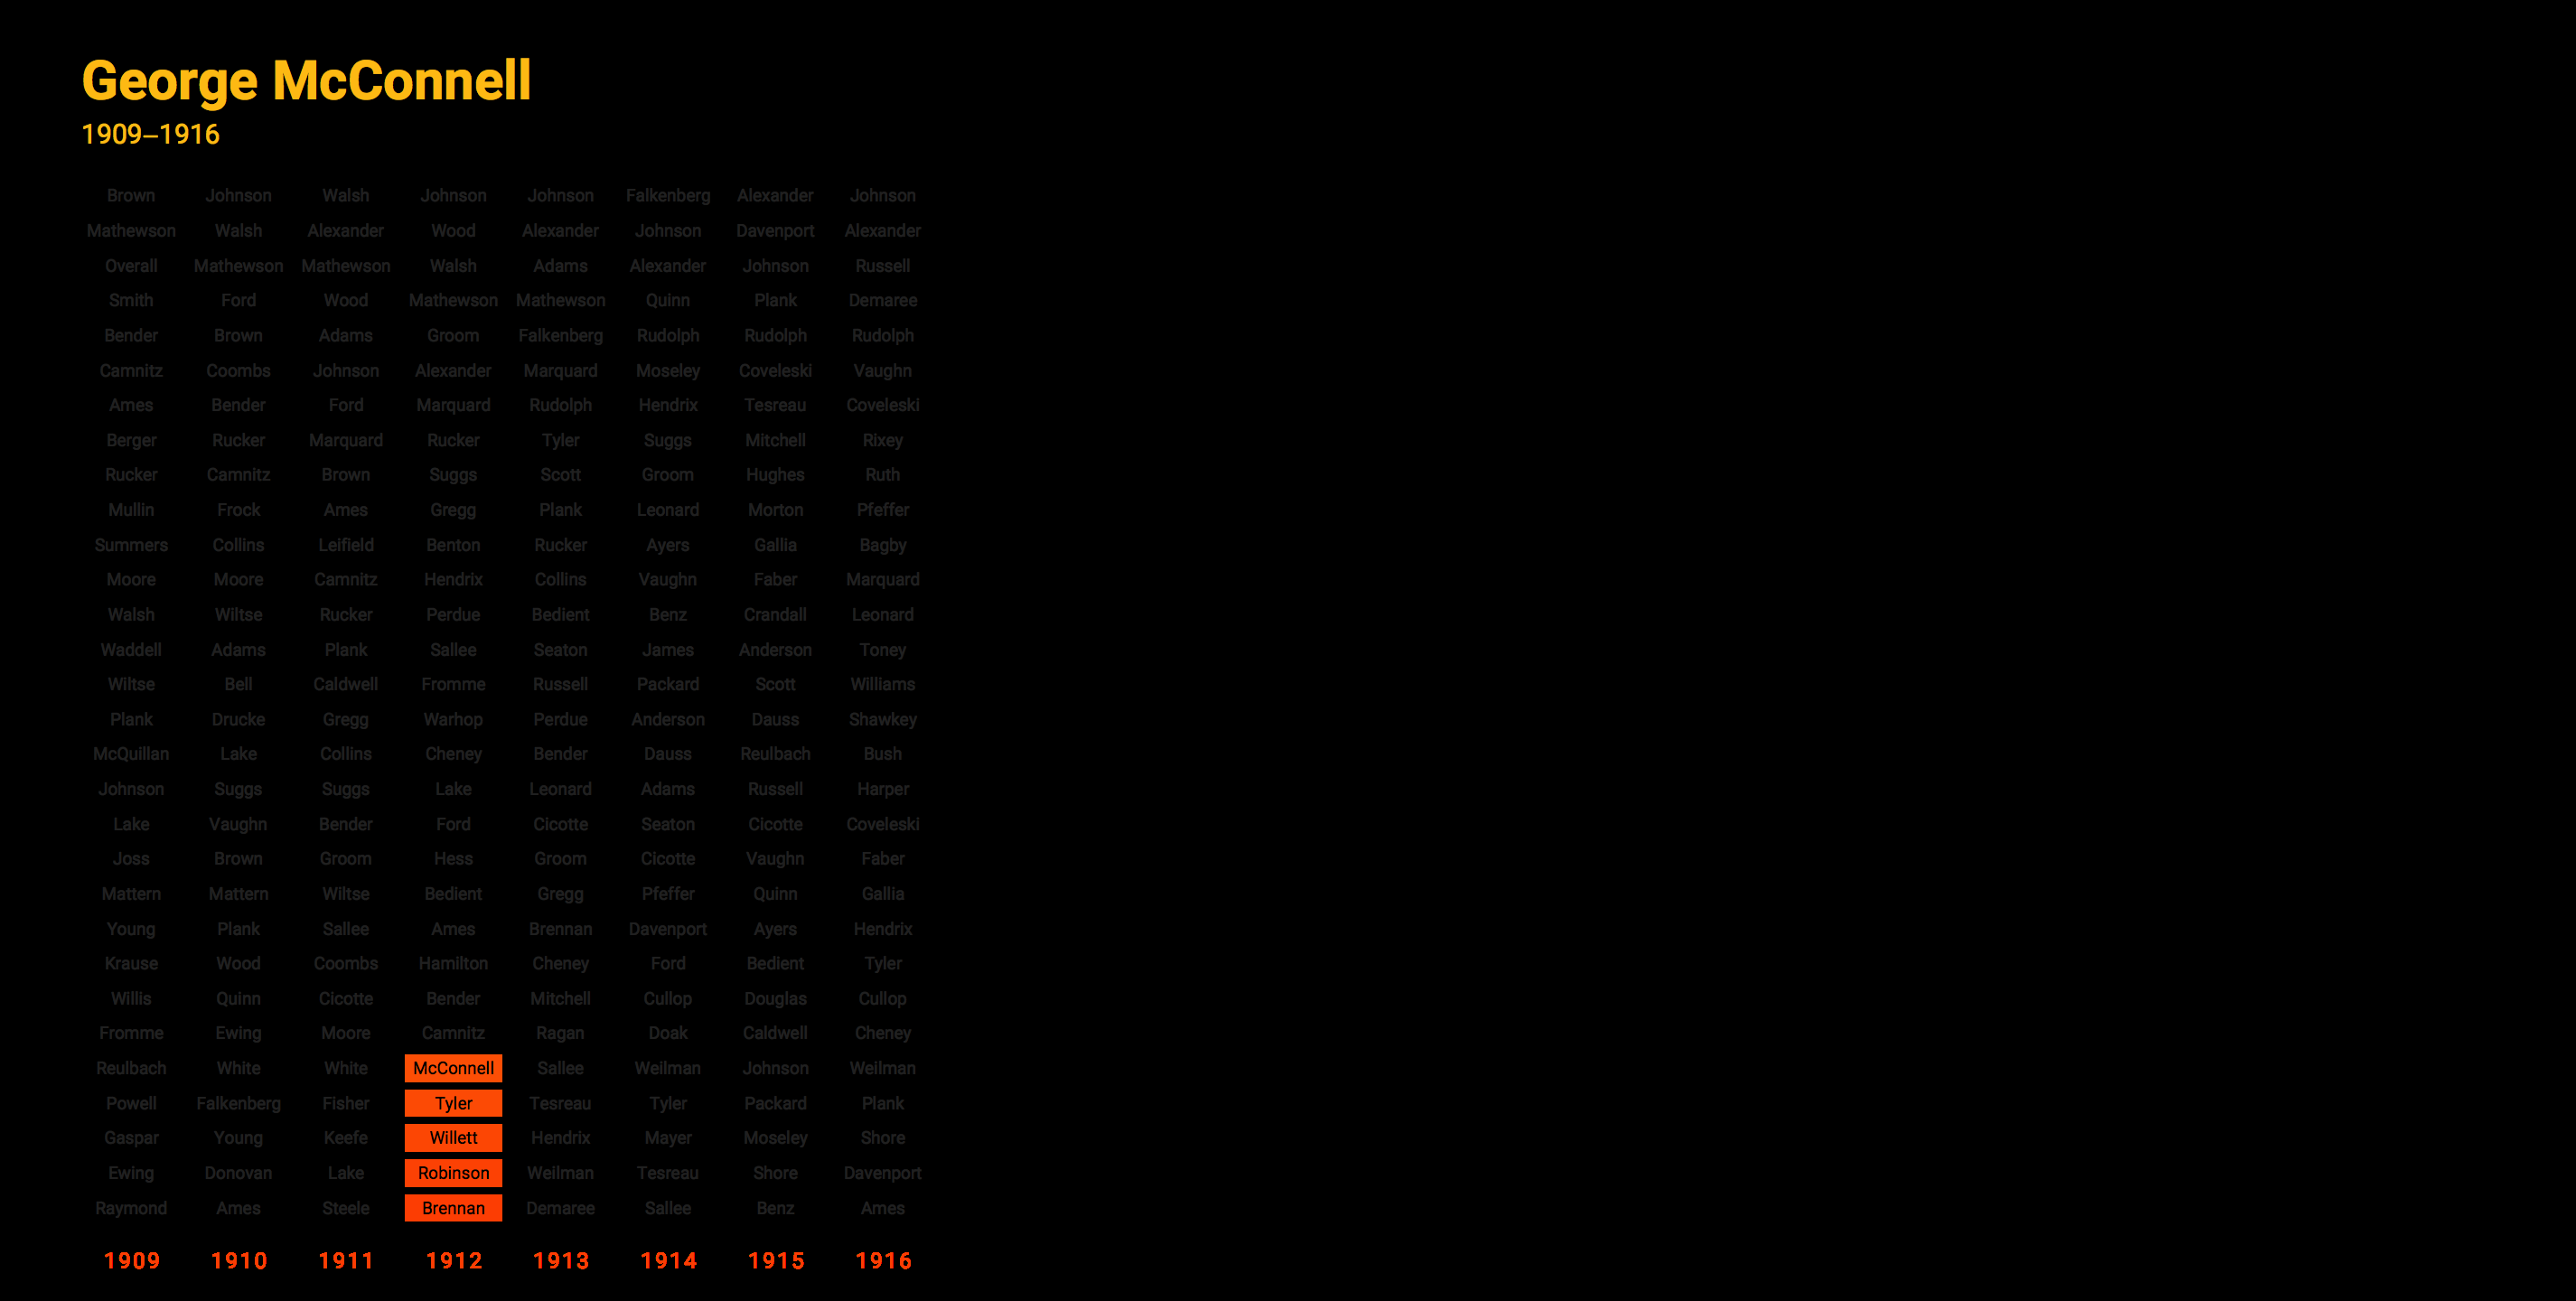 George McConnell
1909–1916
Brown Johnson Walsh Johnson Johnson Falkenberg Alexander Johnson
Mathewson Walsh Alexander Wood Alexander Johnson Davenport Alexander
Overall Mathewson Mathewson Walsh Adams Alexander Johnson Russell
Smith Ford Wood Mathewson Mathewson Quinn Plank Demaree
Bender Brown Adams Groom Falkenberg Rudolph Rudolph Rudolph
Camnitz Coombs Johnson Alexander Marquard Moseley Coveleski Vaughn
Ames Bender Ford Marquard Rudolph Hendrix Tesreau Coveleski
Berger Rucker Marquard Rucker Tyler Suggs Mitchell Rixey
Rucker Camnitz Brown Suggs Scott Groom Hughes Ruth
Mullin Frock Ames Gregg Plank Leonard Morton Pfeffer
Summers Collins Leifield Benton Rucker Ayers Gallia Bagby
Moore Moore Camnitz Hendrix Collins Vaughn Faber Marquard
Walsh Wiltse Rucker Perdue Bedient Benz Crandall Leonard
Waddell Adams Plank Sallee Seaton James Anderson Toney
Wiltse Bell Caldwell Fromme Russell Packard Scott Williams
Plank Drucke Gregg Warhop Perdue Anderson Dauss Shawkey
McQuillan Lake Collins Cheney Bender Dauss Reulbach Bush
Johnson Suggs Suggs Lake Leonard Adams Russell Harper
Lake Vaughn Bender Ford Cicotte Seaton Cicotte Coveleski
Joss Brown Groom Hess Groom Cicotte Vaughn Faber
Mattern Mattern Wiltse Bedient Gregg Pfeffer Quinn Gallia
Young Plank Sallee Ames Brennan Davenport Ayers Hendrix
Krause Wood Coombs Hamilton Cheney Ford Bedient Tyler
Willis Quinn Cicotte Bender Mitchell Cullop Douglas Cullop
Fromme Ewing Moore Camnitz Ragan Doak Caldwell Cheney
Reulbach White White McConnell Sallee Weilman Johnson Weilman
Powell Falkenberg Fisher Tyler Tesreau Tyler Packard Plank
Gaspar Young Keefe Willett Hendrix Mayer Moseley Shore
Ewing Donovan Lake Robinson Weilman Tesreau Shore Davenport
Raymond Ames Steele Brennan Demaree Sallee Benz Ames
1909 1910 1911 1912 1913 1914 1915 1916